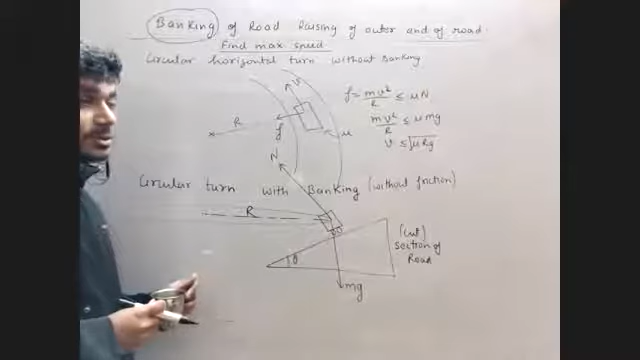 Banking of Road Raising of outer end of road.
Find max speed
Circular horizontal turn without Banking
v
R
f
μ
f = mv²/R ≤ μN
mv²/R ≤ μmg
v ≤ √μRg
N
Circular turn with Banking (without friction)
R
θ
mg
(cut) section of Road